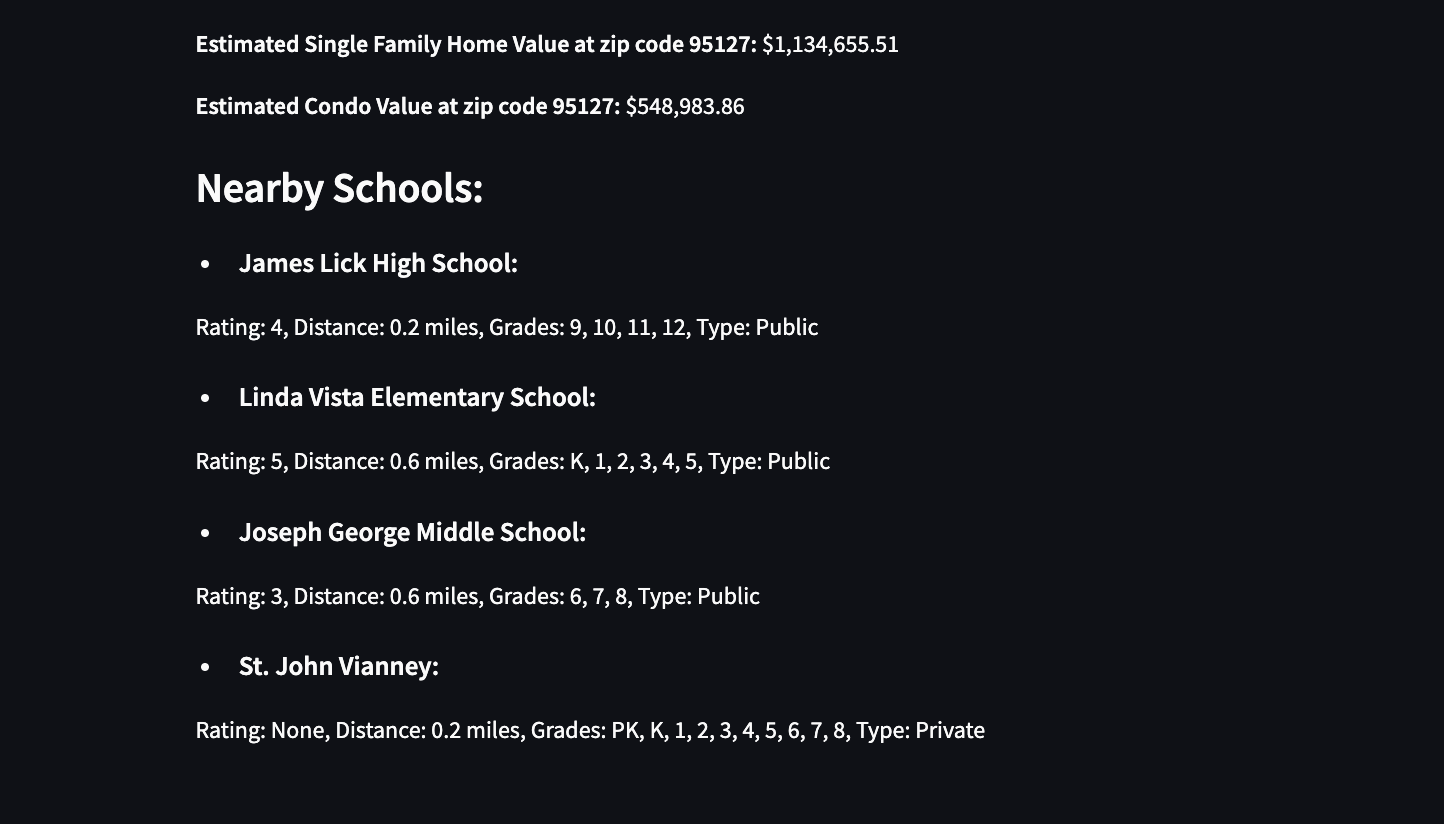 Estimated Single Family Home Value at zip code 95127: $1,134,655.51
Estimated Condo Value at zip code 95127: $548,983.86
Nearby Schools:
• James Lick High School:
Rating: 4, Distance: 0.2 miles, Grades: 9, 10, 11, 12, Type: Public
• Linda Vista Elementary School:
Rating: 5, Distance: 0.6 miles, Grades: K, 1, 2, 3, 4, 5, Type: Public
• Joseph George Middle School:
Rating: 3, Distance: 0.6 miles, Grades: 6, 7, 8, Type: Public
• St. John Vianney:
Rating: None, Distance: 0.2 miles, Grades: PK, K, 1, 2, 3, 4, 5, 6, 7, 8, Type: Private